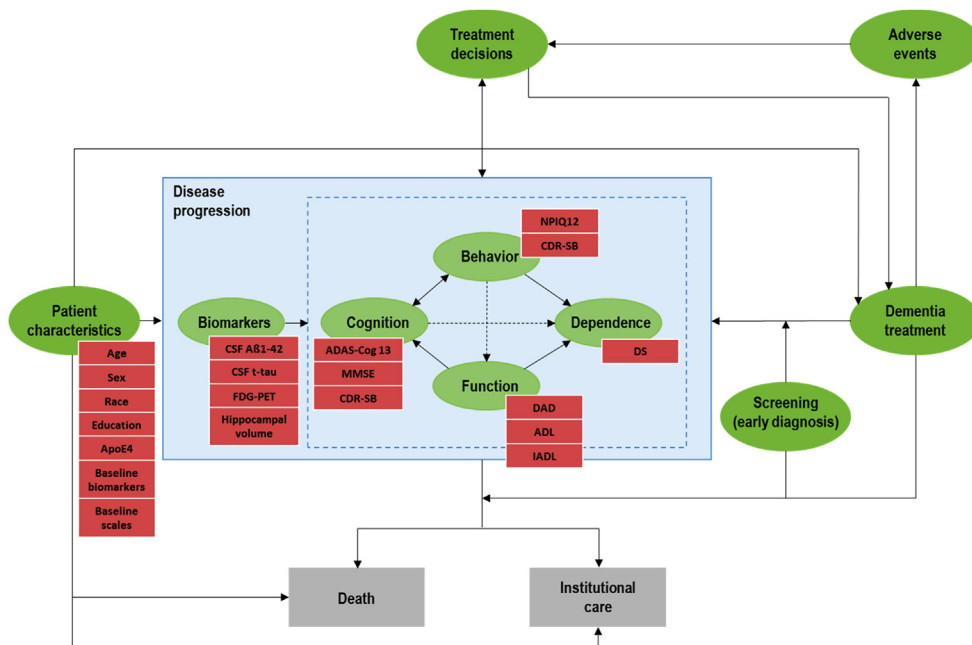 Treatment
decisions
Adverse
events
Disease
progression
NPIQ12
CDR-SB
Behavior
Patient
characteristics
Biomarkers
Cognition
Dependence
Dementia
treatment
Age
Sex
Race
Education
ApoE4
Baseline
biomarkers
Baseline
scales
CSF Aß1-42
CSF t-tau
FDG-PET
Hippocampal
volume
ADAS-Cog 13
MMSE
CDR-SB
DS
Function
DAD
ADL
IADL
Screening
(early diagnosis)
Death
Institutional
care